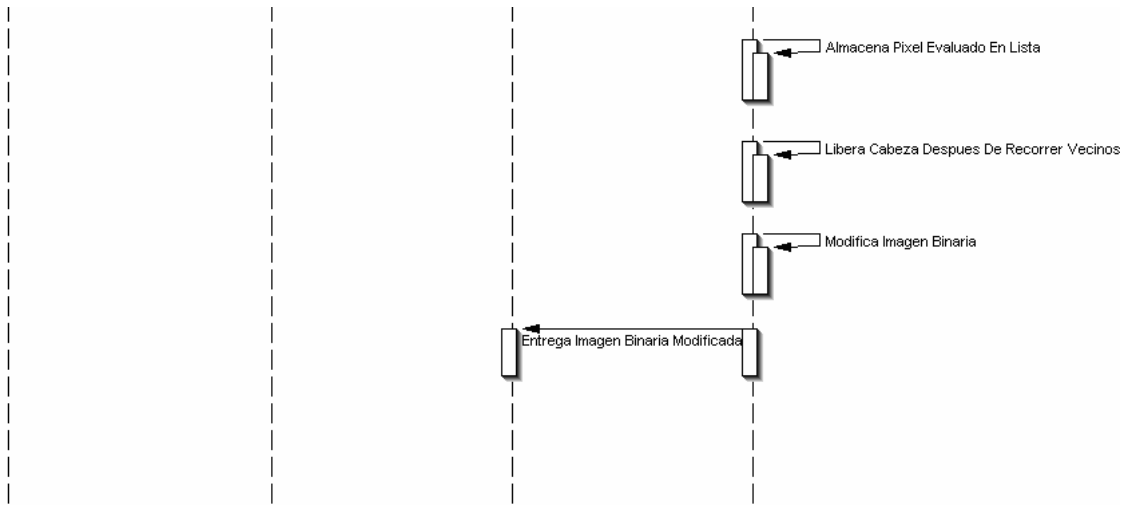 Almacena Pixel Evaluado En Lista
Libera Cabeza Despues De Recorrer Vecinos
Modifica Imagen Binaria
Entrega Imagen Binaria Modificada